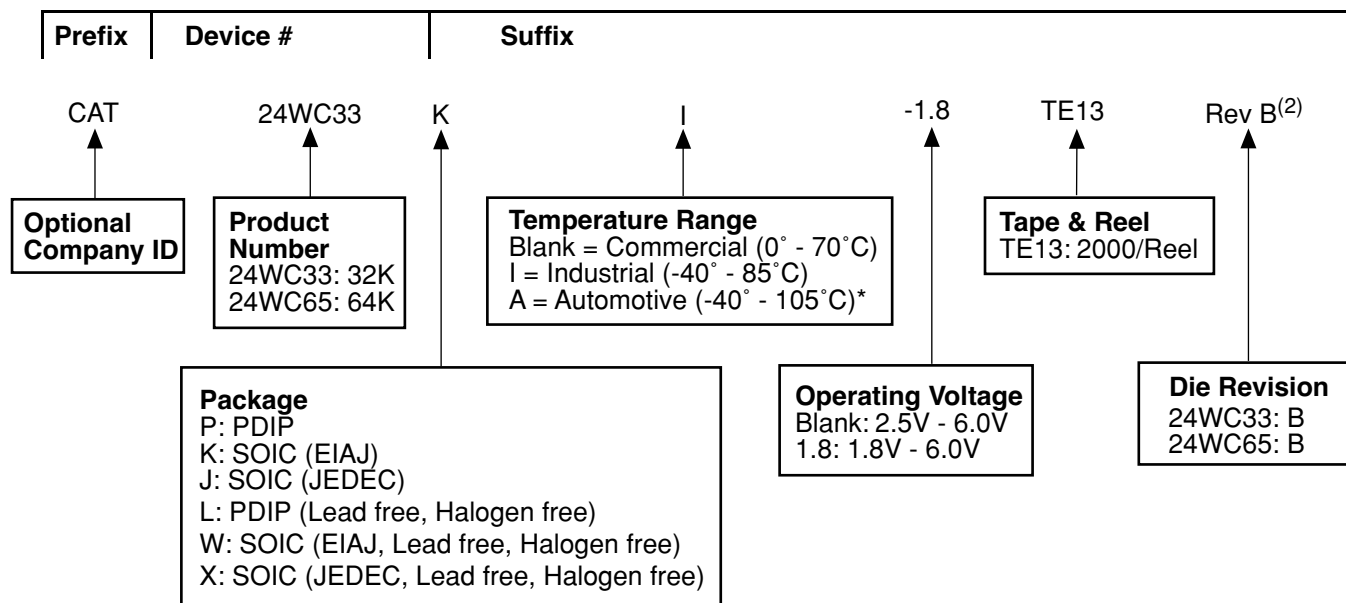 Prefix Device # Suffix
CAT 24WC33 K I -1.8 TE13 Rev B(2)
Optional
Company ID
Product
Number
24WC33: 32K
24WC65: 64K
Temperature Range
Blank = Commercial (0˚ - 70˚C)
I = Industrial (-40˚ - 85˚C)
A = Automotive (-40˚ - 105˚C)*
Tape & Reel
TE13: 2000/Reel
Package
P: PDIP
K: SOIC (EIAJ)
J: SOIC (JEDEC)
L: PDIP (Lead free, Halogen free)
W: SOIC (EIAJ, Lead free, Halogen free)
X: SOIC (JEDEC, Lead free, Halogen free)
Operating Voltage
Blank: 2.5V - 6.0V
1.8: 1.8V - 6.0V
Die Revision
24WC33: B
24WC65: B